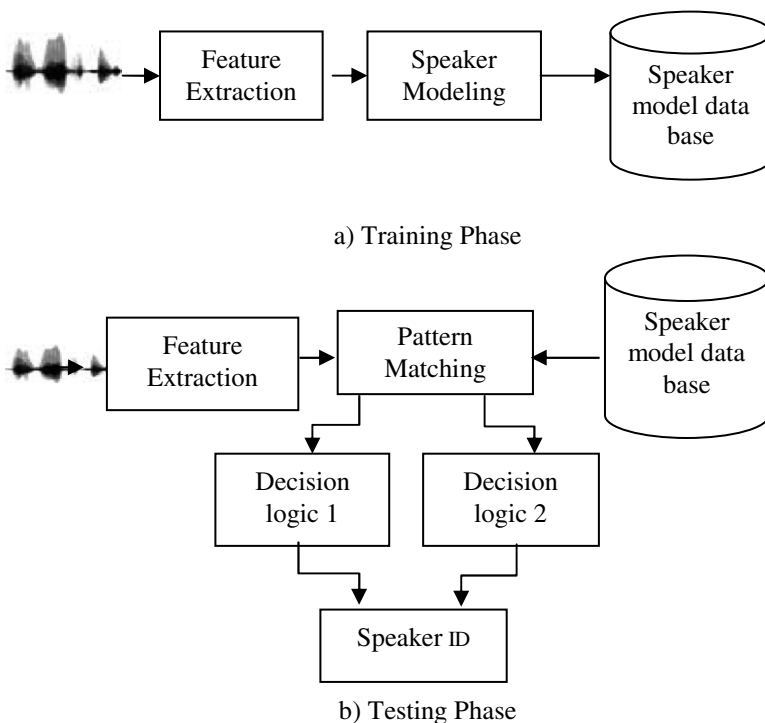 Feature
Extraction
Speaker
Modeling
Speaker
model data
base
a) Training Phase
Feature
Extraction
Pattern
Matching
Speaker
model data
base
Decision
logic 1
Decision
logic 2
Speaker ID
b) Testing Phase